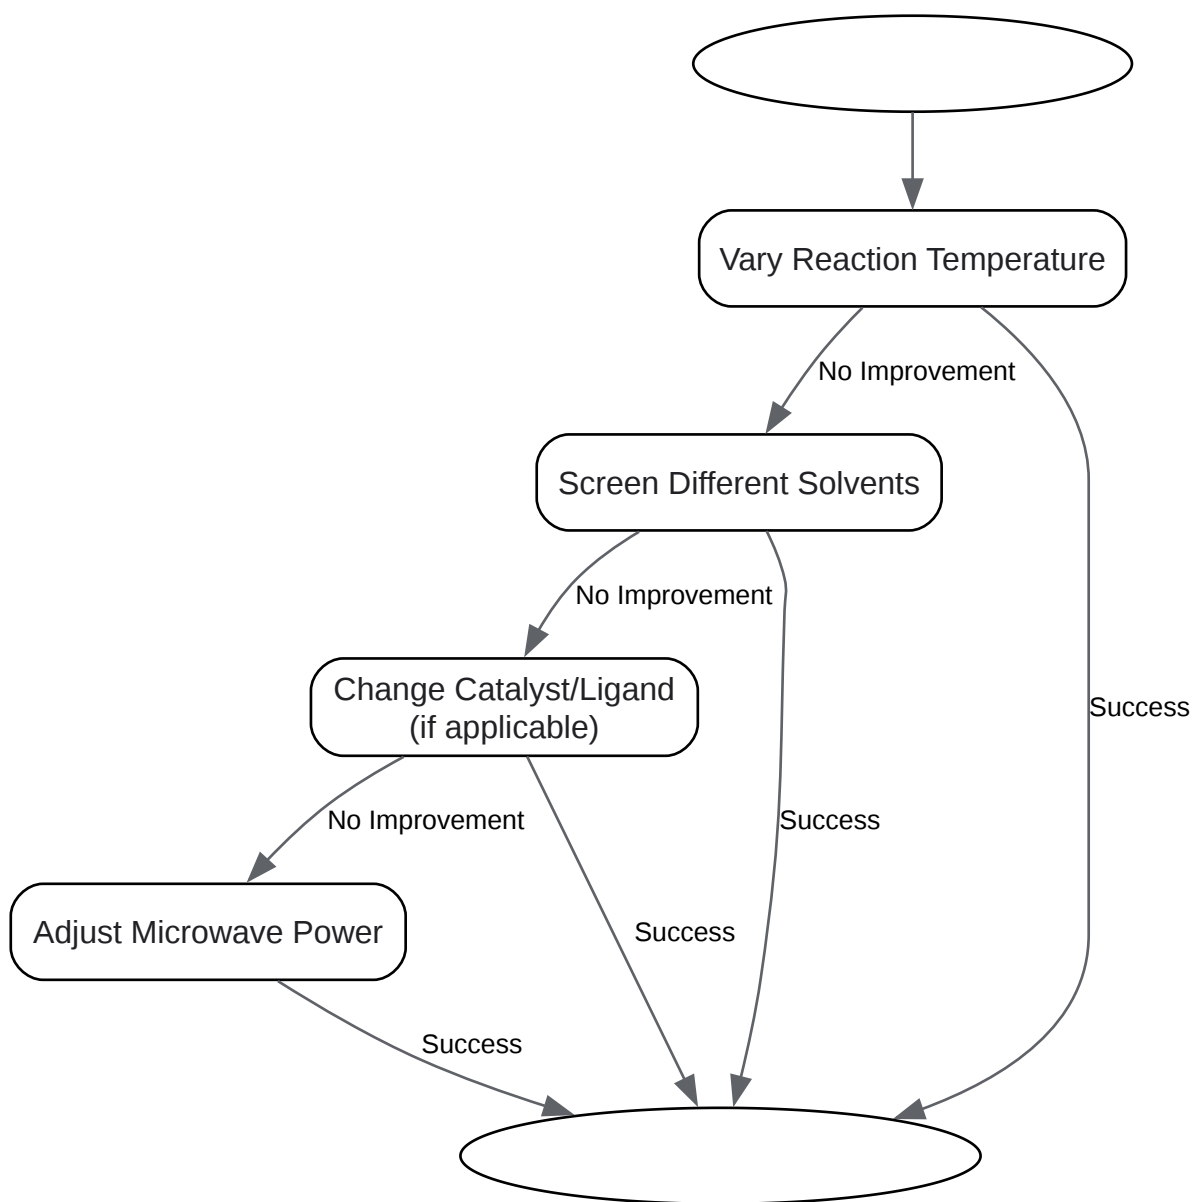 Vary Reaction Temperature
No Improvement
Screen Different Solvents
No Improvement
Change Catalyst/Ligand
(if applicable)
Success
No Improvement
Success
Adjust Microwave Power
Success
Success